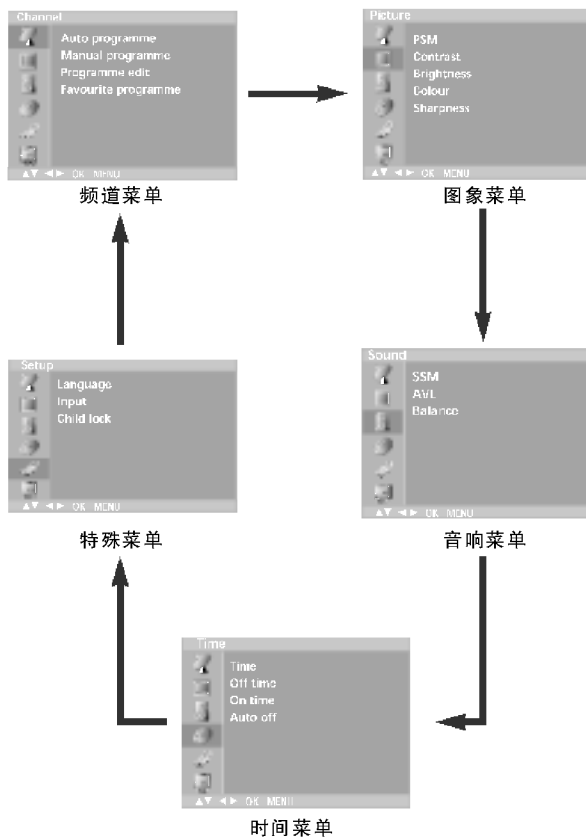 Channel
Auto programme
Manual programme
Programme edit
Favourite programme
▲▼ ◄► OK MENU
频道菜单
Picture
PSM
Contrast
Brightness
Colour
Sharpness
▲▼ ◄► OK MENU
图象菜单
Setup
Language
Input
Child lock
▲▼ ◄► OK MENU
特殊菜单
Sound
SSM
AVL
Balance
▲▼ ◄► OK MENU
音响菜单
Time
Time
Off time
On time
Auto off
▲▼ ◄► OK MENU
时间菜单